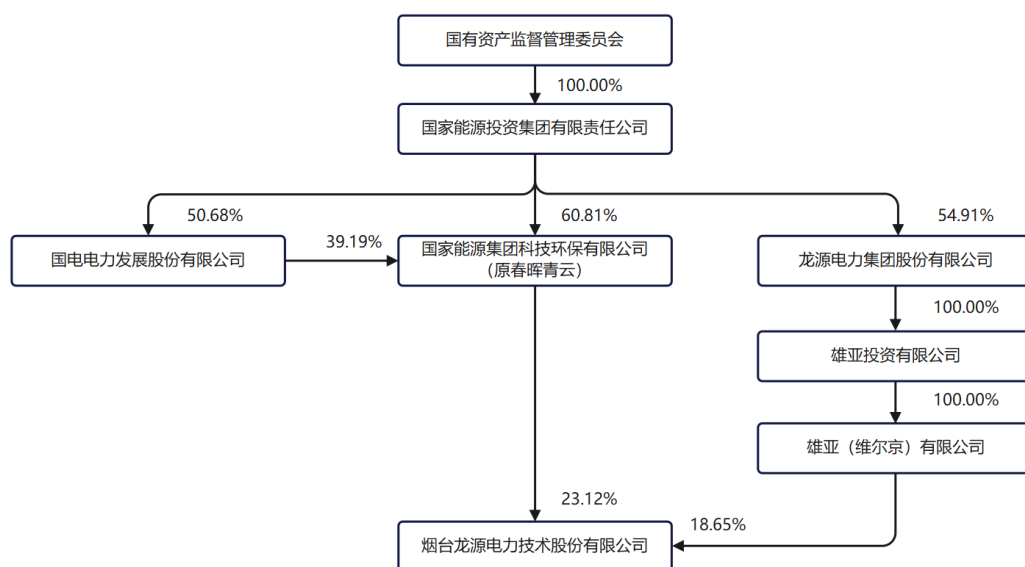 国有资产监督管理委员会
100.00%
国家能源投资集团有限责任公司
50.68%
60.81%
54.91%
国电电力发展股份有限公司
39.19%
国家能源集团科技环保有限公司
（原春晖青云）
龙源电力集团股份有限公司
100.00%
雄亚投资有限公司
100.00%
雄亚（维尔京）有限公司
23.12%
18.65%
烟台龙源电力技术股份有限公司